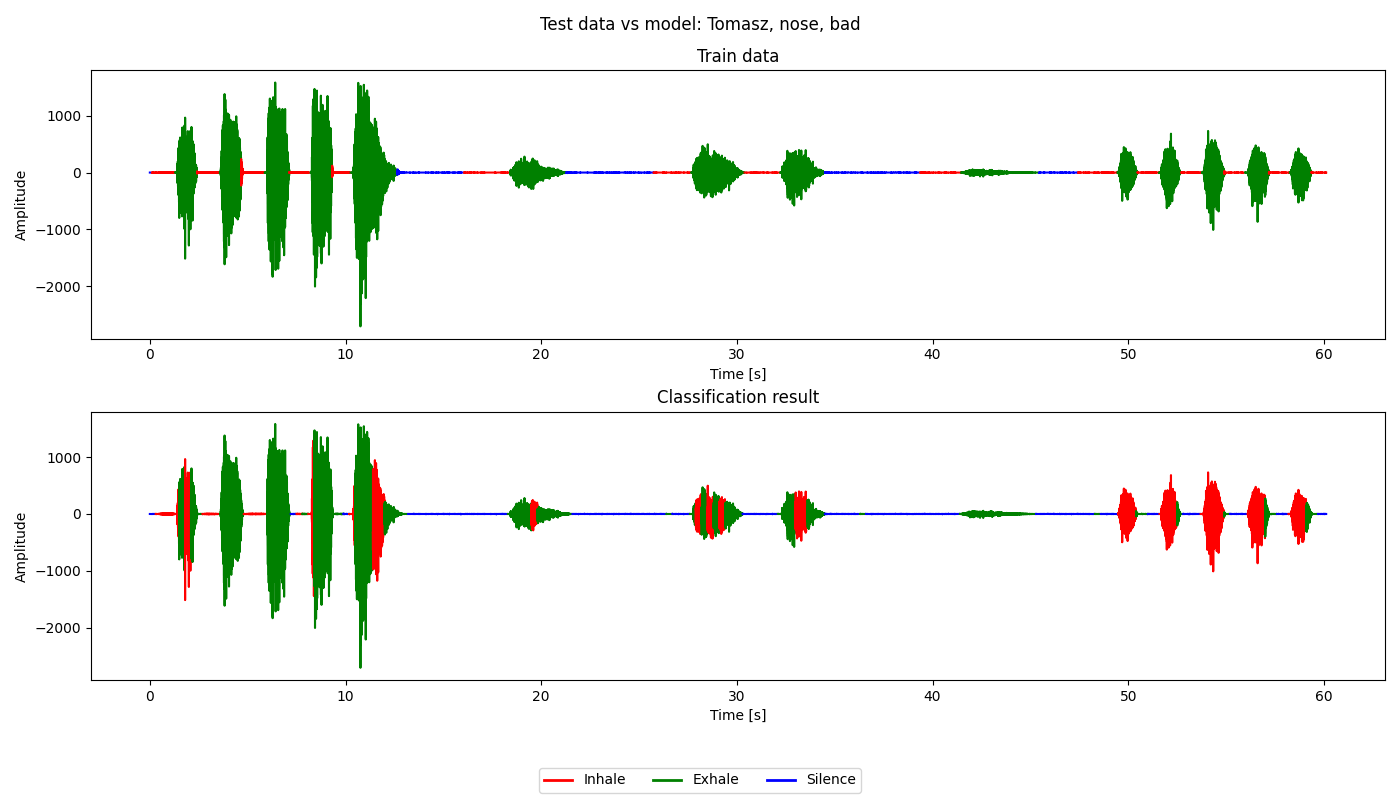 Test data vs model: Tomasz, nose, bad
Train data
1000
0
−1000
−2000
Amplitude
0 10 20 30 40 50 60
Time [s]
Classification result
1000
0
−1000
−2000
Amplitude
0 10 20 30 40 50 60
Time [s]
Inhale Exhale Silence